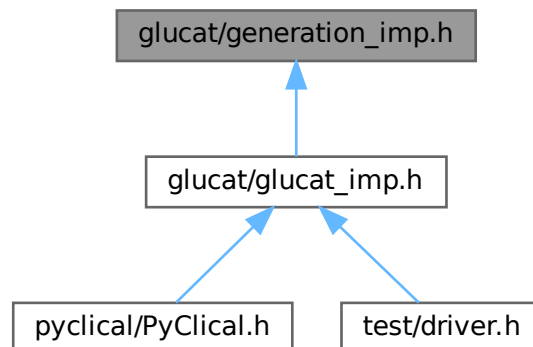 glucat/generation_imp.h
glucat/glucat_imp.h
pyclical/PyClical.h
test/driver.h